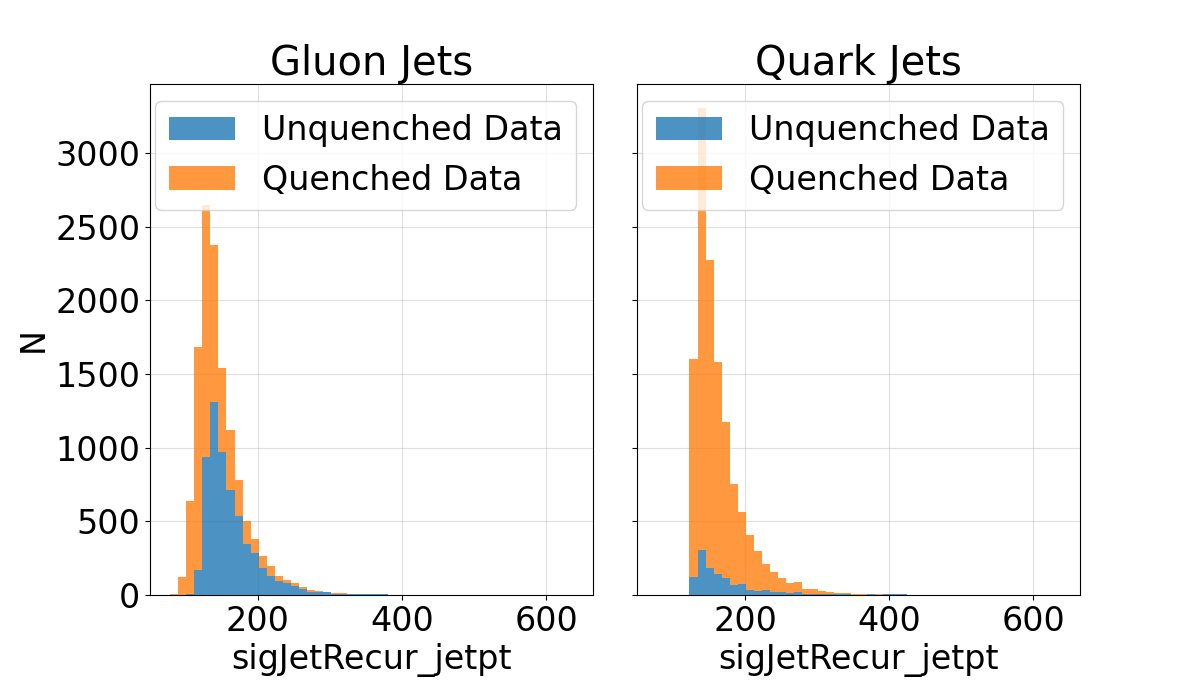 Gluon Jets
Unquenched Data
Quenched Data
3000
2500
2000
1500
1000
500
0
N
200 400 600
sigJetRecur_jetpt
Quark Jets
Unquenched Data
Quenched Data
200 400 600
sigJetRecur_jetpt